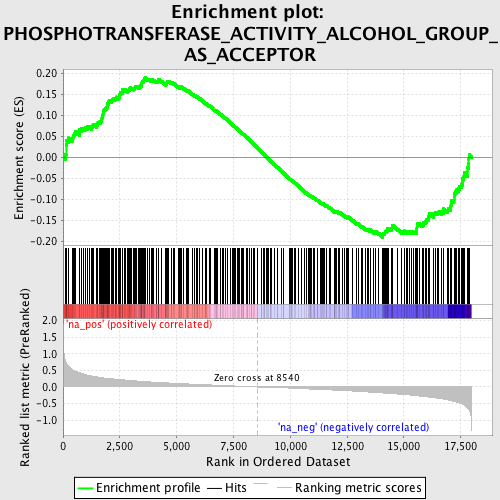 Enrichment plot:
PHOSPHOTRANSFERASE_ACTIVITY_ALCOHOL_GROUP_
AS_ACCEPTOR
Enrichment score (ES)
0.20
0.15
0.10
0.05
0.00
-0.05
-0.10
-0.15
-0.20
'na_pos' (positively correlated)
Ranked list metric (PreRanked)
2.0
1.5
1.0
0.5
0.0
-0.5
-1.0
Zero cross at 8540
'na_neg' (negatively correlated)
0
2,500
5,000
7,500
10,000
12,500
15,000
17,500
Rank in Ordered Dataset
Enrichment profile
Hits
Ranking metric scores